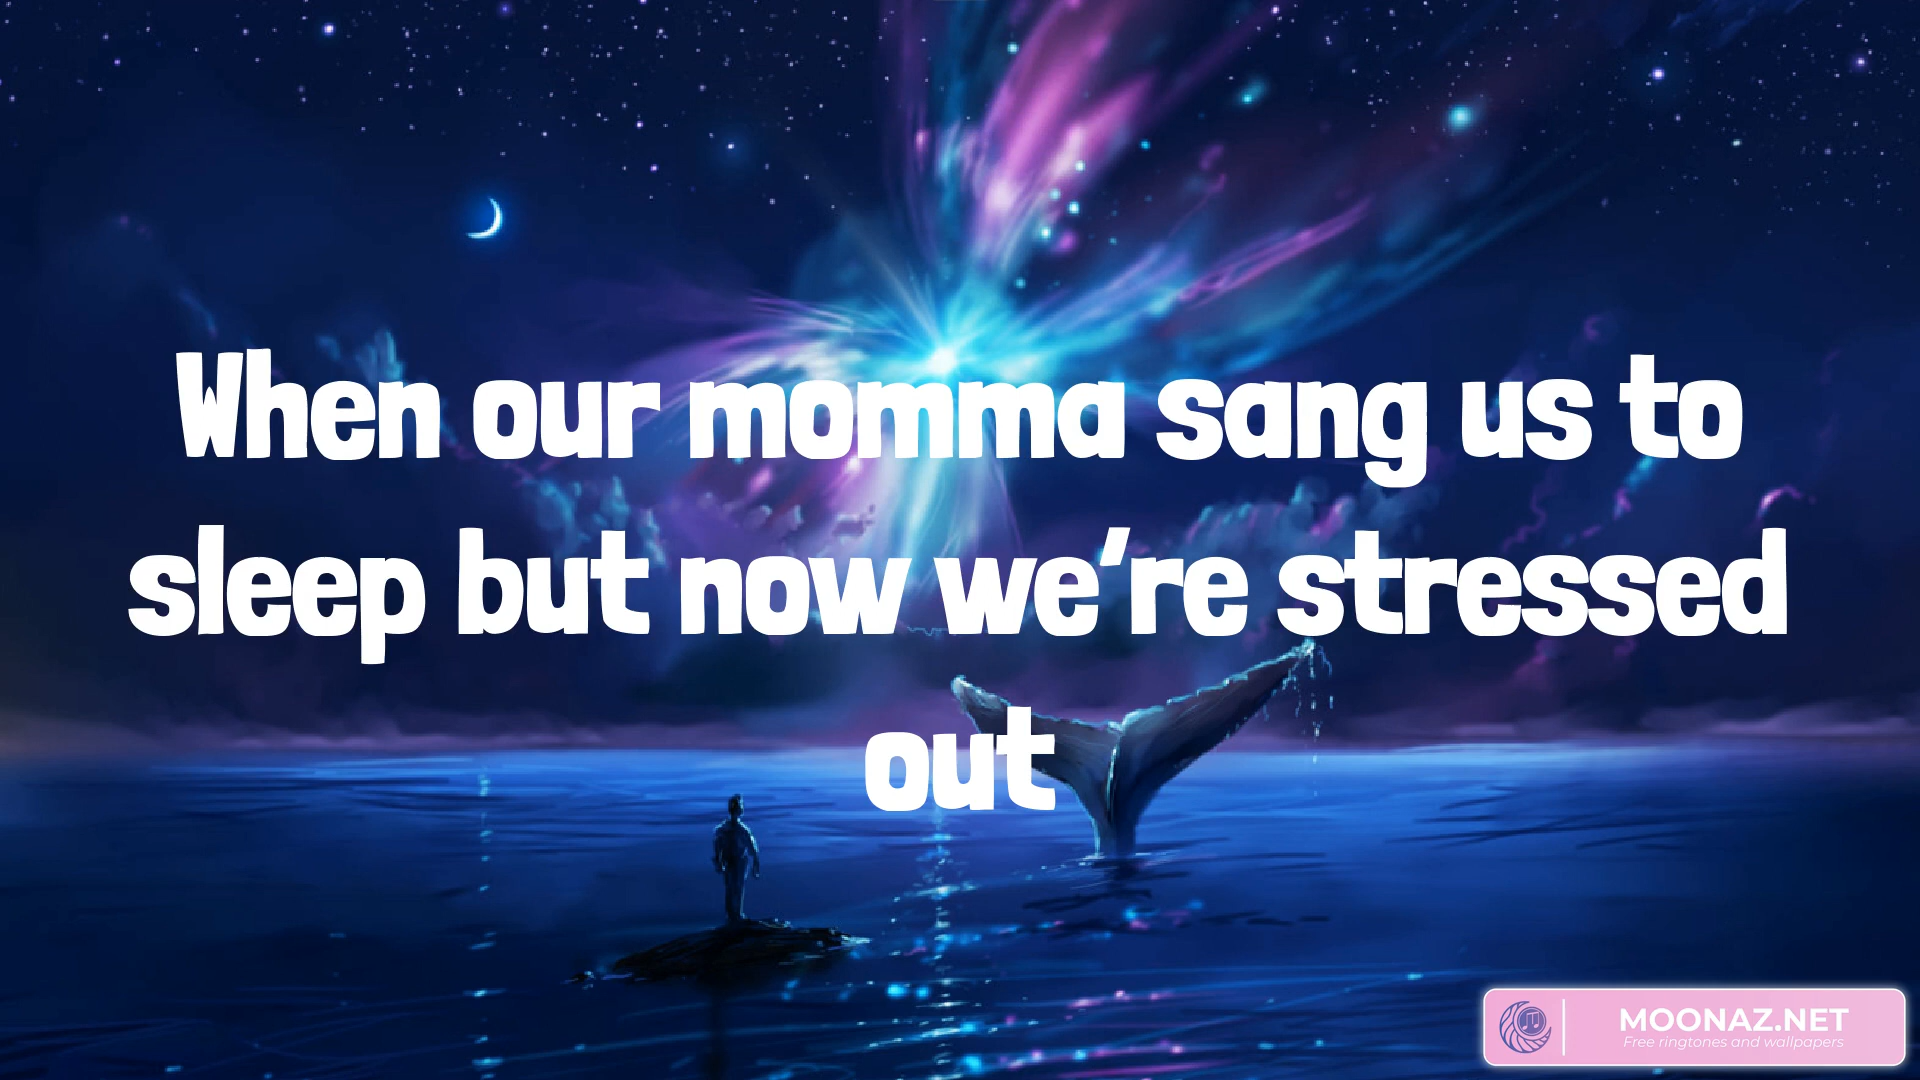 When our momma sang us to
sleep but now we're stressed
out
MOONAZ.NET
Free ringtones and wallpapers